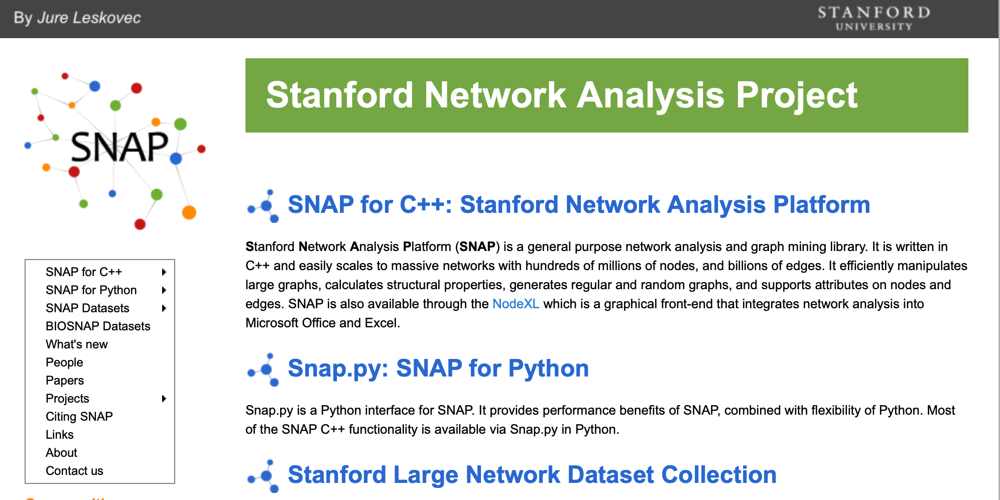 By Jure Leskovec
STANFORD
UNIVERSITY
SNAP
Stanford Network Analysis Project
SNAP for C++
SNAP for Python
SNAP Datasets
BIOSNAP Datasets
What's new
People
Papers
Projects
Citing SNAP
Links
About
Contact us
SNAP for C++: Stanford Network Analysis Platform
Stanford Network Analysis Platform (SNAP) is a general purpose network analysis and graph mining library. It is written in
C++ and easily scales to massive networks with hundreds of millions of nodes, and billions of edges. It efficiently manipulates
large graphs, calculates structural properties, generates regular and random graphs, and supports attributes on nodes and
edges. SNAP is also available through the NodeXL which is a graphical front-end that integrates network analysis into
Microsoft Office and Excel.
Snap.py: SNAP for Python
Snap.py is a Python interface for SNAP. It provides performance benefits of SNAP, combined with flexibility of Python. Most
of the SNAP C++ functionality is available via Snap.py in Python.
Stanford Large Network Dataset Collection